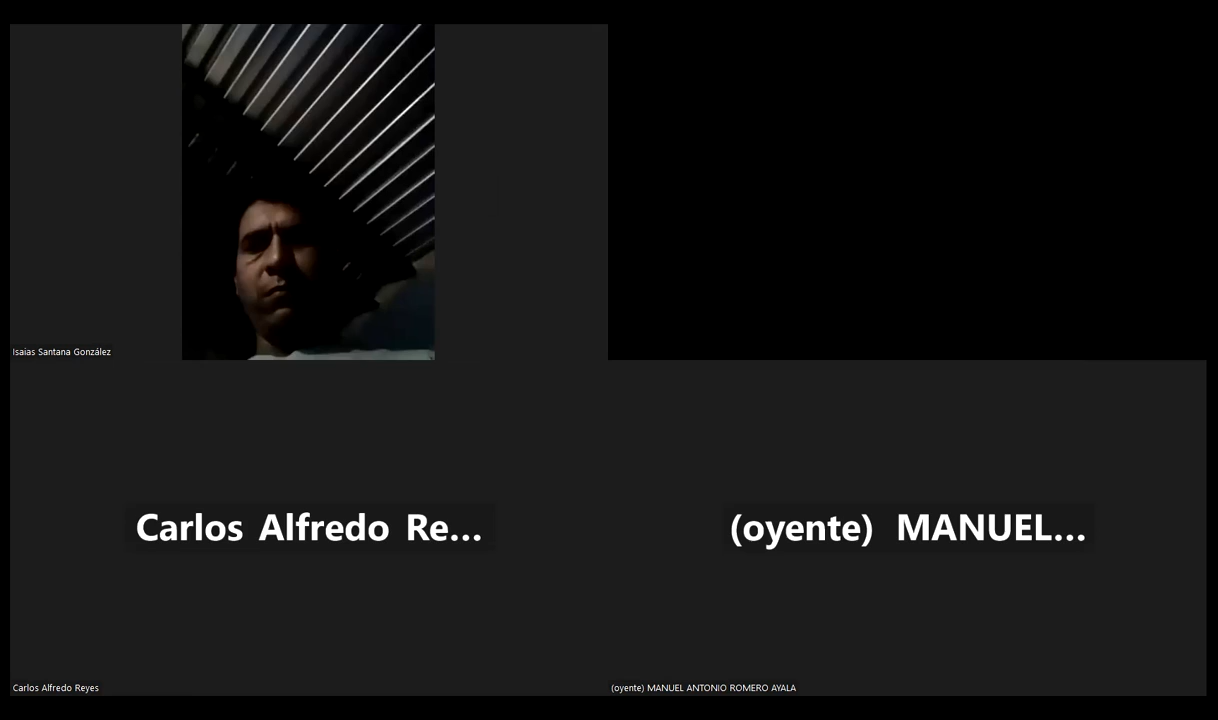 Isaias Santana González
Carlos Alfredo Re...
(oyente) MANUEL...
Carlos Alfredo Reyes
(oyente) MANUEL ANTONIO ROMERO AYALA